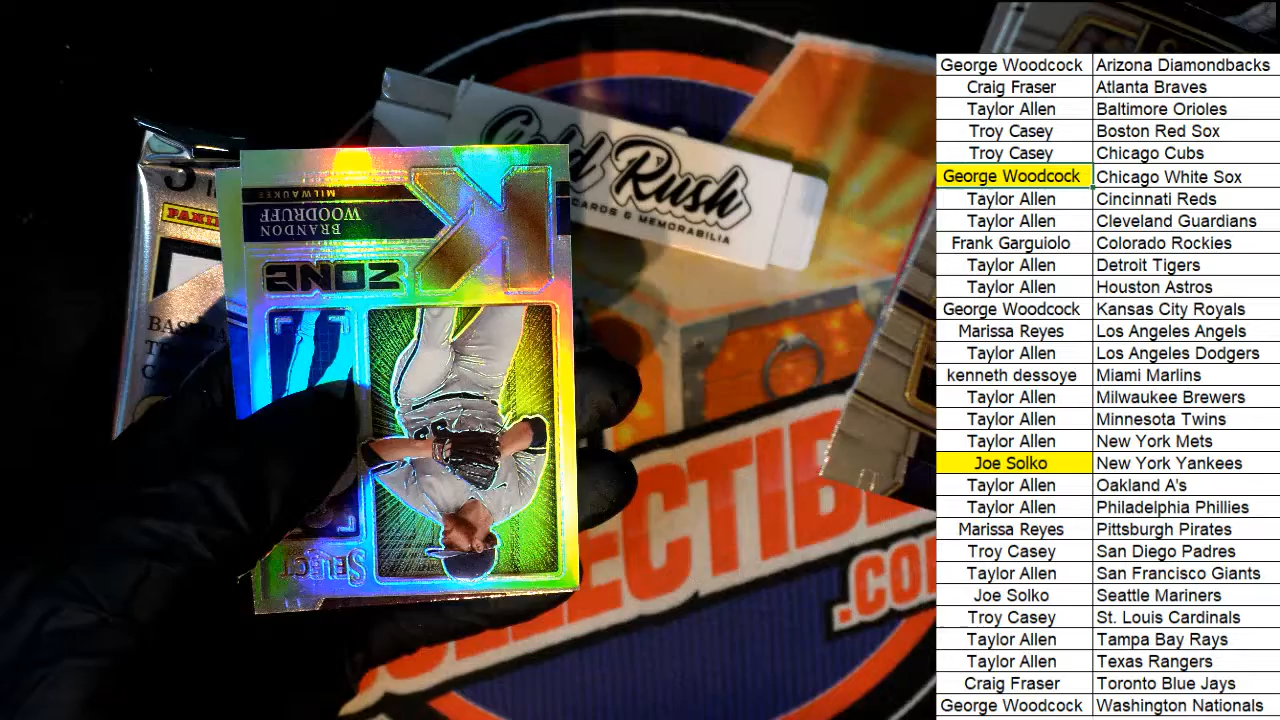 George Woodcock Arizona Diamondbacks
Craig Fraser Atlanta Braves
Taylor Allen Baltimore Orioles
Troy Casey Boston Red Sox
Troy Casey Chicago Cubs
George Woodcock Chicago White Sox
Taylor Allen Cincinnati Reds
Taylor Allen Cleveland Guardians
Frank Garguiolo Colorado Rockies
Taylor Allen Detroit Tigers
Taylor Allen Houston Astros
George Woodcock Kansas City Royals
Marissa Reyes Los Angeles Angels
Taylor Allen Los Angeles Dodgers
kenneth dessoye Miami Marlins
Taylor Allen Milwaukee Brewers
Taylor Allen Minnesota Twins
Taylor Allen New York Mets
Joe Solko New York Yankees
Taylor Allen Oakland A's
Taylor Allen Philadelphia Phillies
Marissa Reyes Pittsburgh Pirates
Troy Casey San Diego Padres
Taylor Allen San Francisco Giants
Joe Solko Seattle Mariners
Troy Casey St. Louis Cardinals
Taylor Allen Tampa Bay Rays
Taylor Allen Texas Rangers
Craig Fraser Toronto Blue Jays
George Woodcock Washington Nationals
Gold Rush
CARDS & MEMORABILIA
MILWAUKEE
BRANDON
WOODRUFF
K
ZONE
SELECT